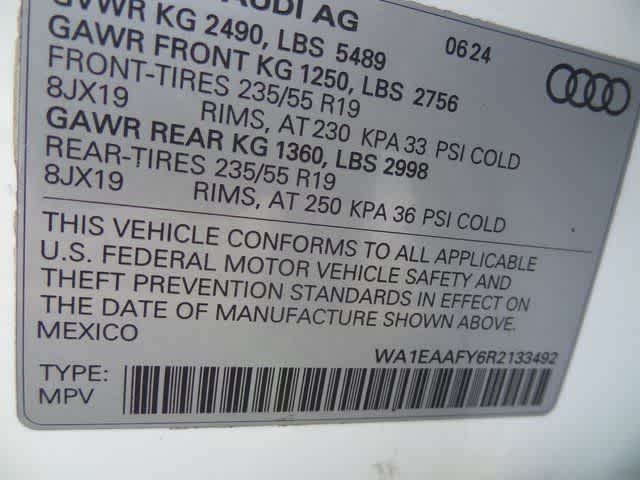 AUDI AG
GVWR KG 2490, LBS 5489 0624
GAWR FRONT KG 1250, LBS 2756
FRONT-TIRES 235/55 R19
8JX19 RIMS, AT 230 KPA 33 PSI COLD
GAWR REAR KG 1360, LBS 2998
REAR-TIRES 235/55 R19
8JX19 RIMS, AT 250 KPA 36 PSI COLD
THIS VEHICLE CONFORMS TO ALL APPLICABLE
U.S. FEDERAL MOTOR VEHICLE SAFETY AND
THEFT PREVENTION STANDARDS IN EFFECT ON
THE DATE OF MANUFACTURE SHOWN ABOVE.
MEXICO
WA1EAAFY6R2133492
TYPE:
MPV